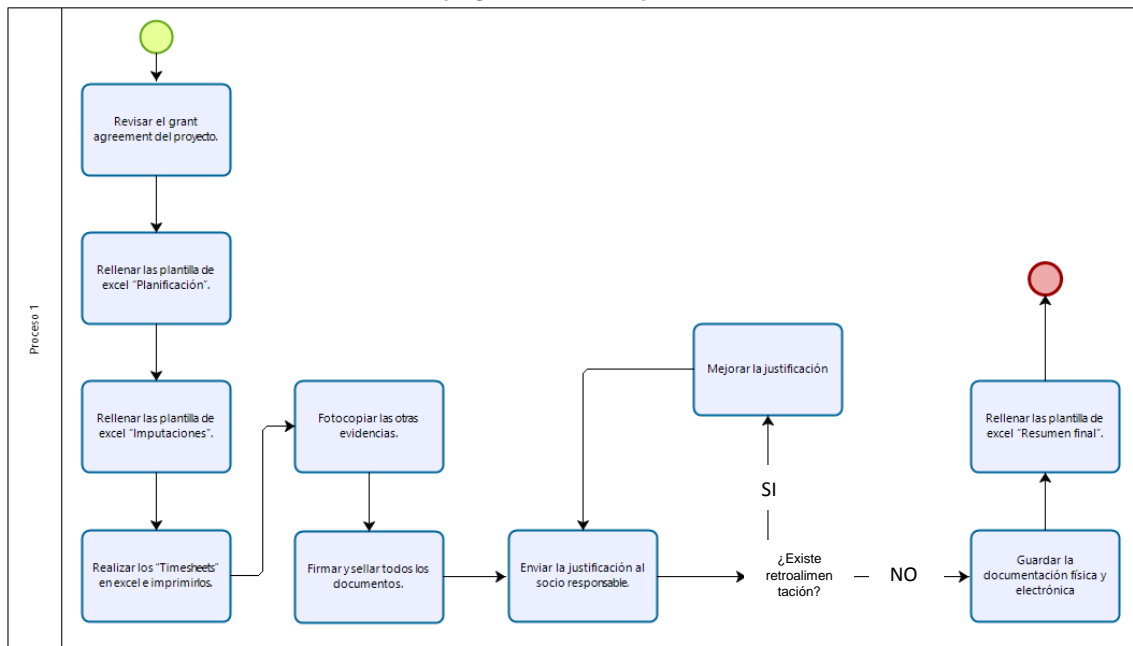 Proceso 1
Revisar el grant
agreement del proyecto.
Rellenar las plantilla de
excel “Planificación”.
Rellenar las plantilla de
excel “Imputaciones”.
Realizar los “Timesheets”
en excel e imprimirlos.
Fotocopiar las otras
evidencias.
Firmar y sellar todos los
documentos.
Enviar la justificación al
socio responsable.
¿Existe
retroalimen
tación?
SI
Mejorar la justificación
NO
Guardar la
documentación física y
electrónica
Rellenar las plantilla de
excel “Resumen final”.